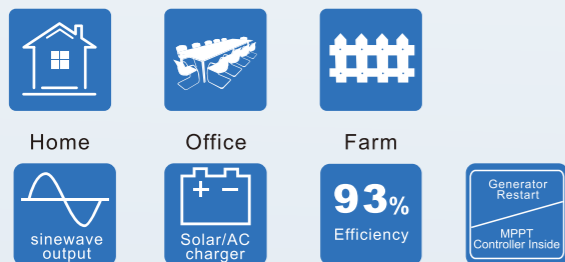 Home
Office
Farm
sinewave
output
+ −
Solar/AC
charger
93%
Efficiency
Generator
Restart
MPPT
Controller Inside